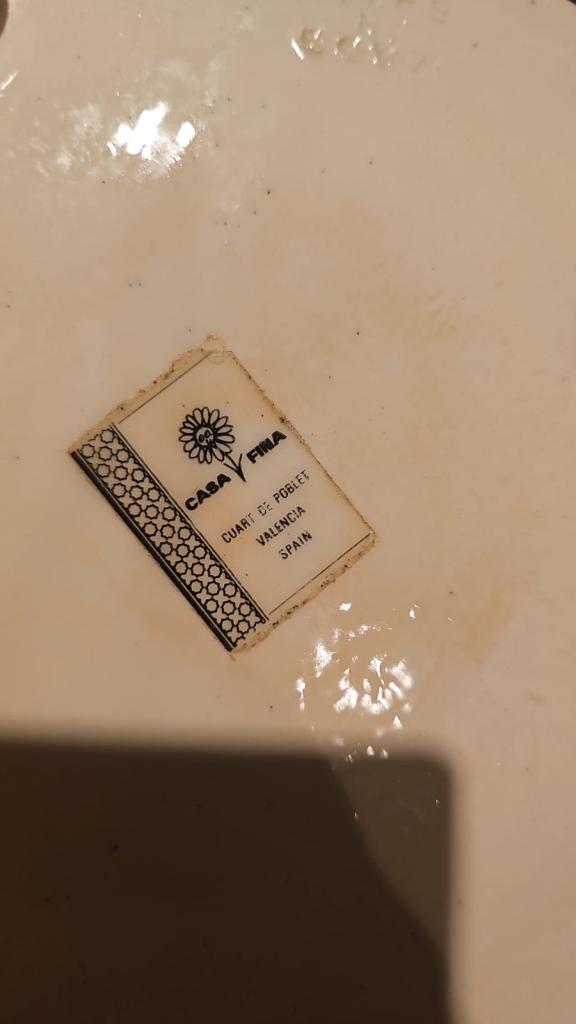 CASA FINA
CUART DE POBLET
VALENCIA
SPAIN